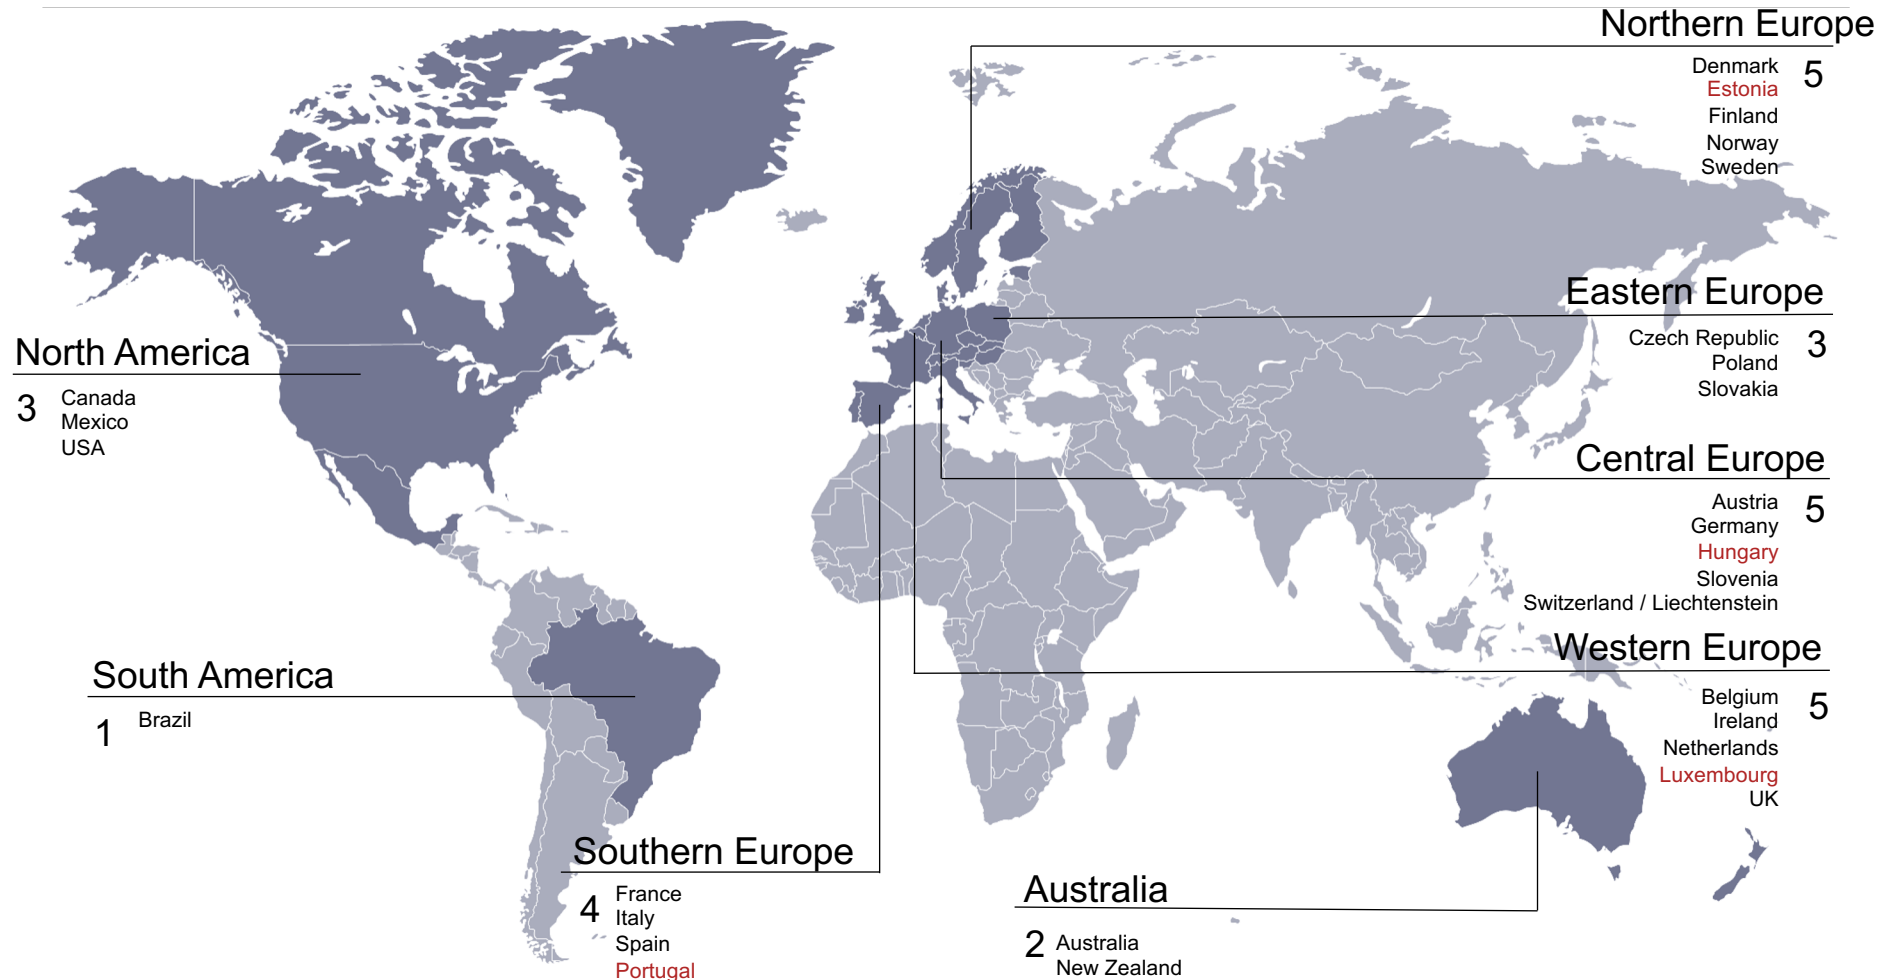 Northern Europe
5
Denmark
Estonia
Finland
Norway
Sweden
Eastern Europe
3
Czech Republic
Poland
Slovakia
North America
3
Canada
Mexico
USA
Central Europe
5
Austria
Germany
Hungary
Slovenia
Switzerland / Liechtenstein
Western Europe
5
Belgium
Ireland
Netherlands
Luxembourg
UK
South America
1
Brazil
Southern Europe
4
France
Italy
Spain
Portugal
Australia
2
Australia
New Zealand